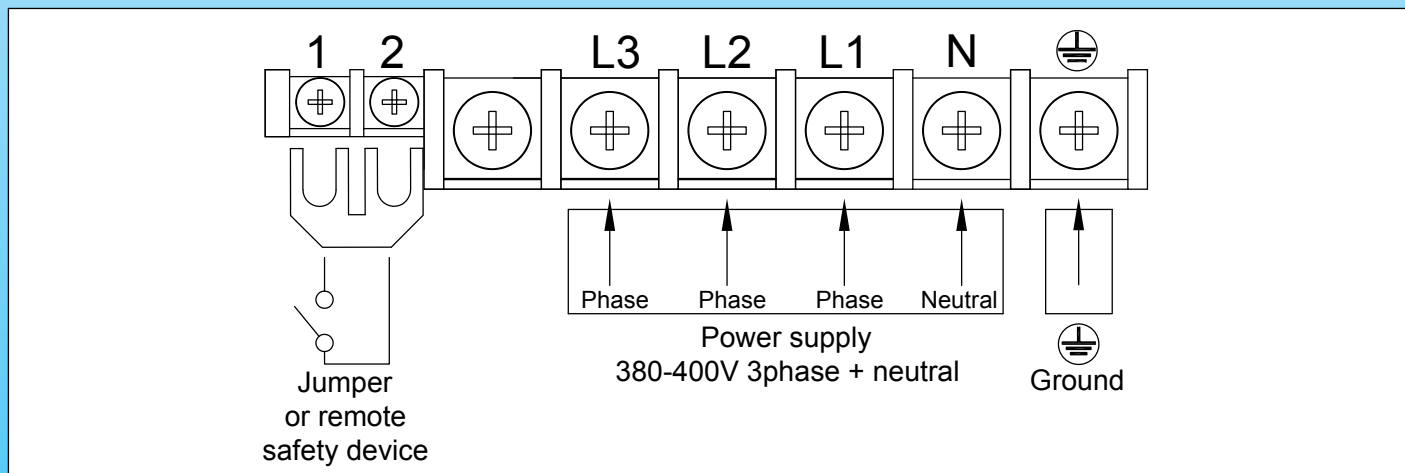 1 2 L3 L2 L1 N
Phase Phase Phase Neutral
Power supply
380-400V 3phase + neutral
Ground
Jumper
or remote
safety device